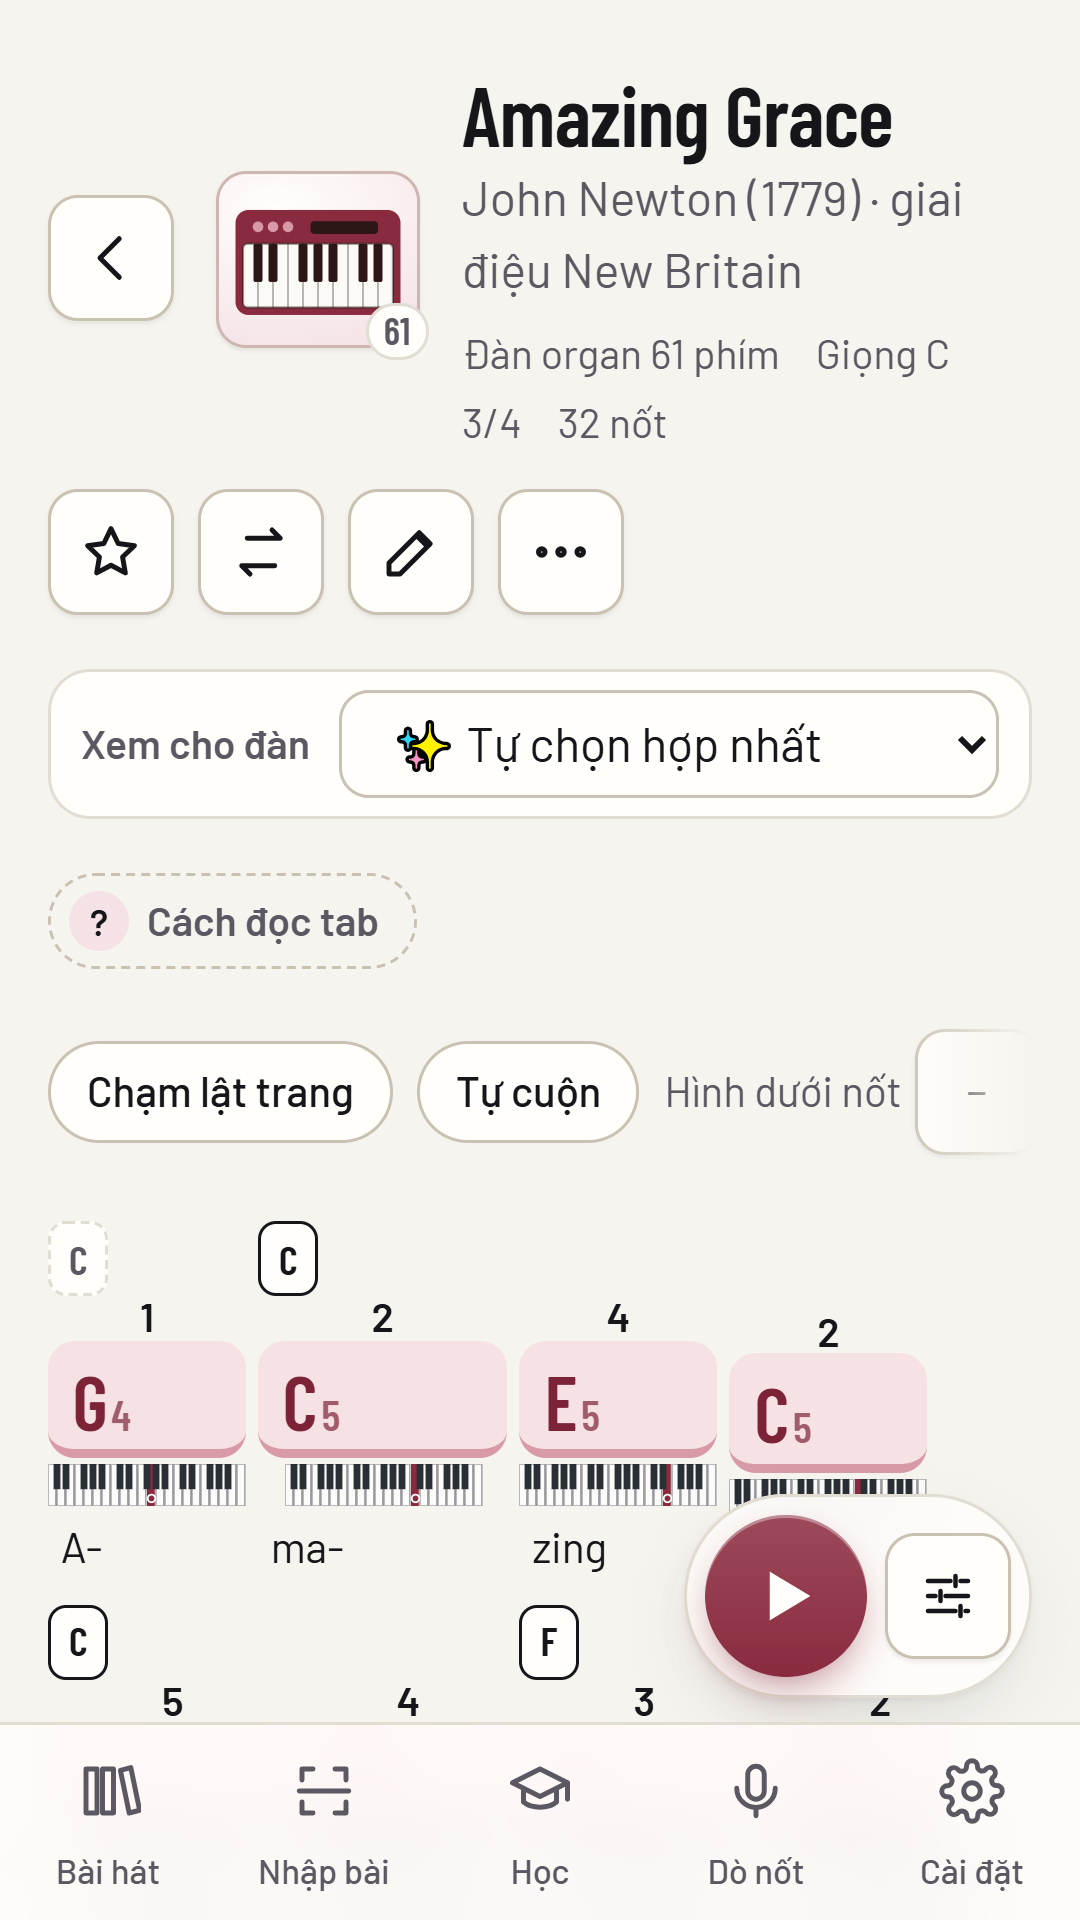 Amazing Grace
John Newton (1779) · giai
điệu New Britain
61
Đàn organ 61 phím Giọng C
3/4 32 nốt
Xem cho đàn
✨ Tự chọn hợp nhất
? Cách đọc tab
Chạm lật trang Tự cuộn Hình dưới nốt –
C C
1 2 4 2
G4 C5 E5 C5
A- ma- zing
C F
5 4 3 2
Bài hát Nhập bài Học Dò nốt Cài đặt